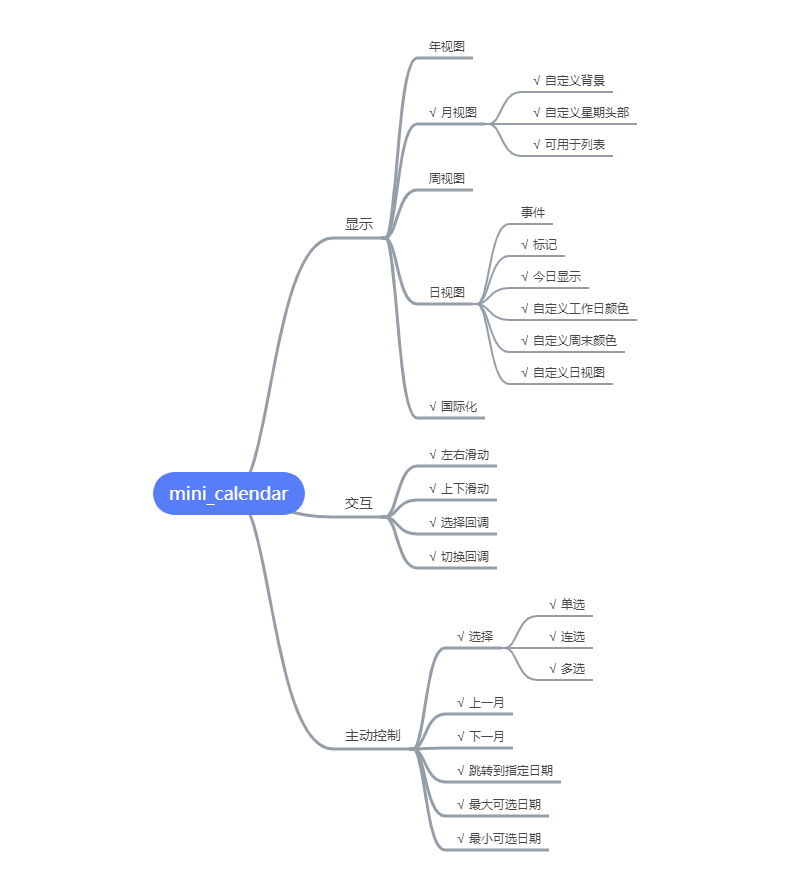 mini_calendar
显示
年视图
√ 月视图
√ 自定义背景
√ 自定义星期头部
√ 可用于列表
周视图
日视图
事件
√ 标记
√ 今日显示
√ 自定义工作日颜色
√ 自定义周末颜色
√ 自定义日视图
√ 国际化
交互
√ 左右滑动
√ 上下滑动
√ 选择回调
√ 切换回调
主动控制
√ 选择
√ 单选
√ 连选
√ 多选
√ 上一月
√ 下一月
√ 跳转到指定日期
√ 最大可选日期
√ 最小可选日期